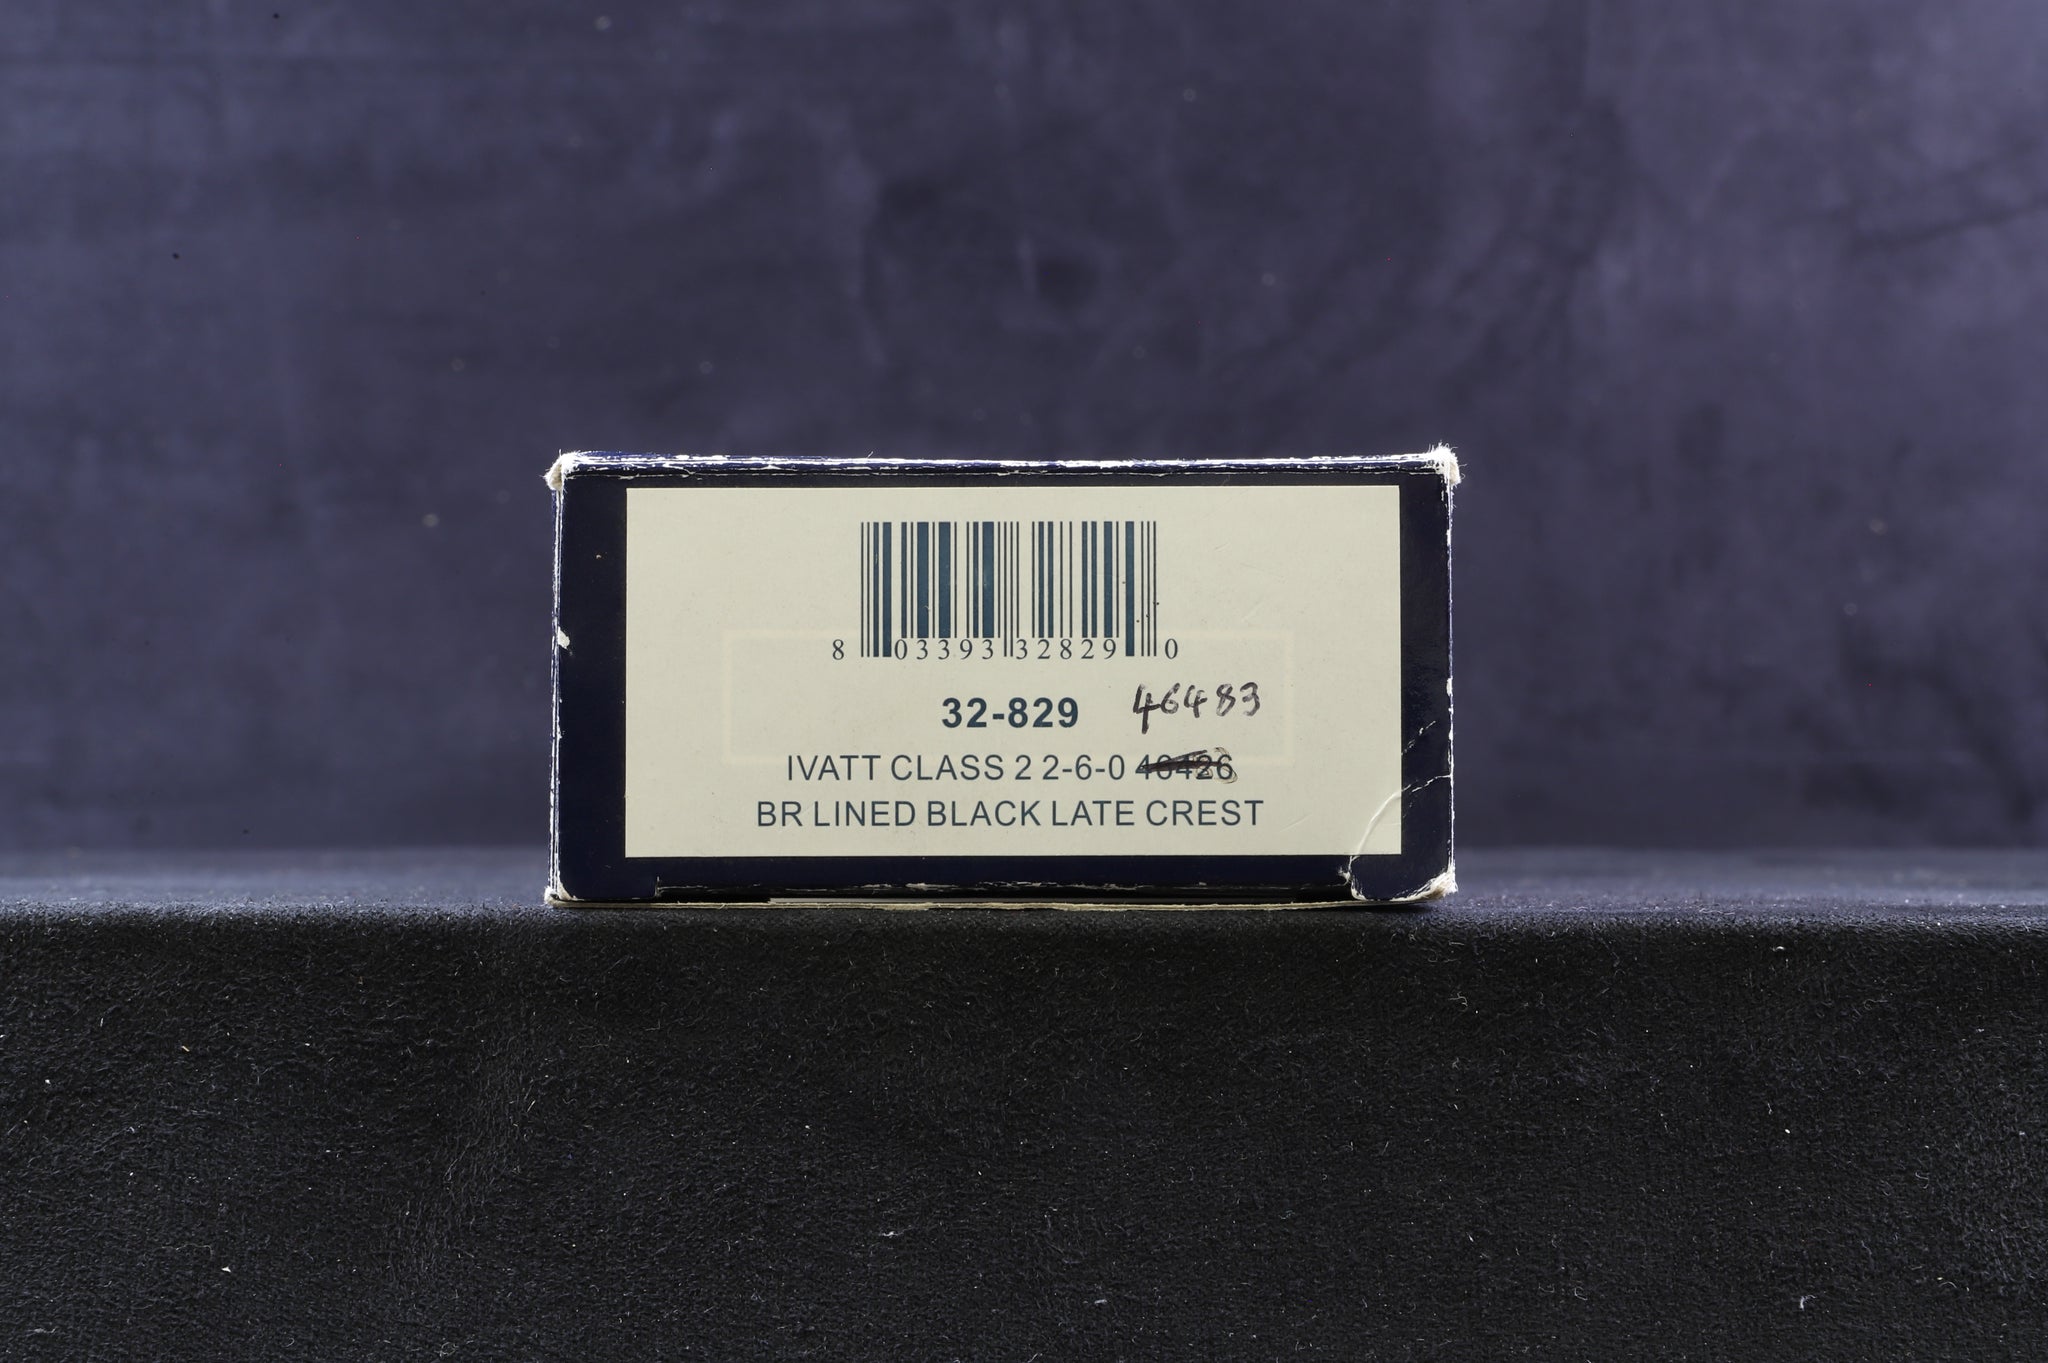 8 03393 32829 0
32-829 46483
IVATT CLASS 2 2-6-0 46426
BR LINED BLACK LATE CREST